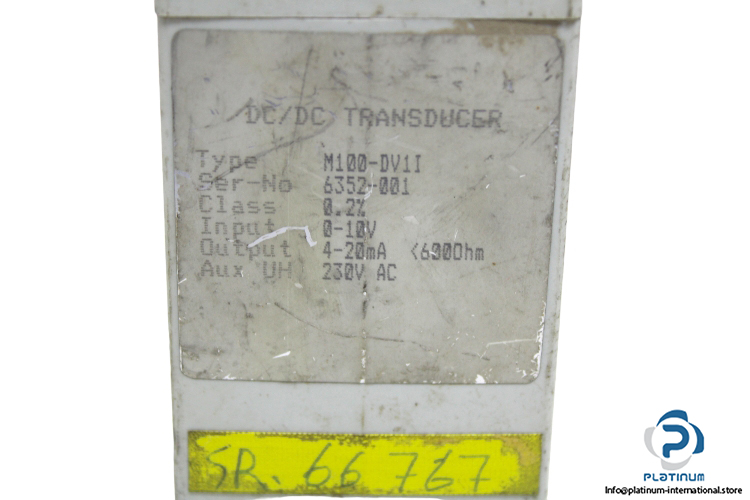 DC/DC TRANSDUCER
Type M100-DV1I
Ser-No 6352-001
Class 0.2%
Input 0-10V
Output 4-20mA <600Ohm
Aux UH 230V AC
SR. 66 767
PLATINUM
Info@platinum-international.store